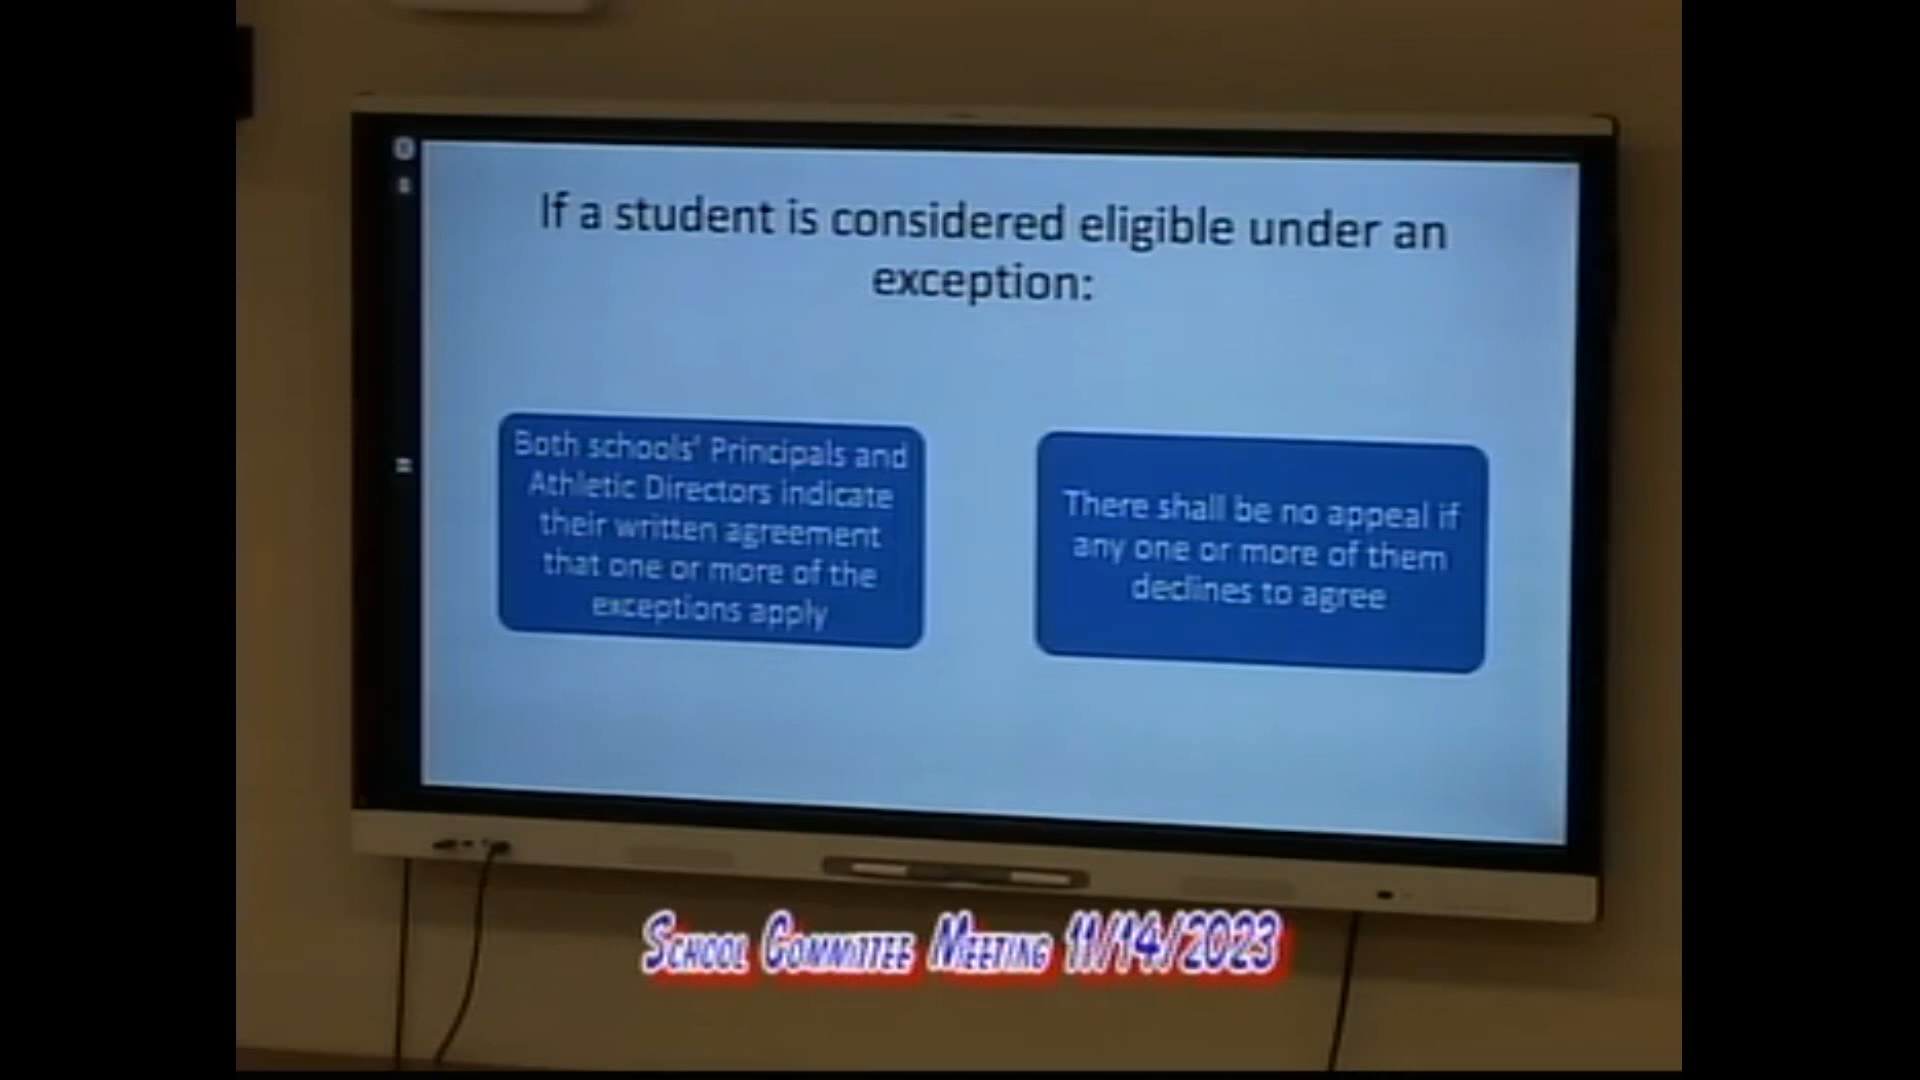 If a student is considered eligible under an
exception:
Both schools' Principals and
Athletic Directors indicate
their written agreement
that one or more of the
exceptions apply
There shall be no appeal if
any one or more of them
declines to agree
School Committee Meeting 11/14/2023